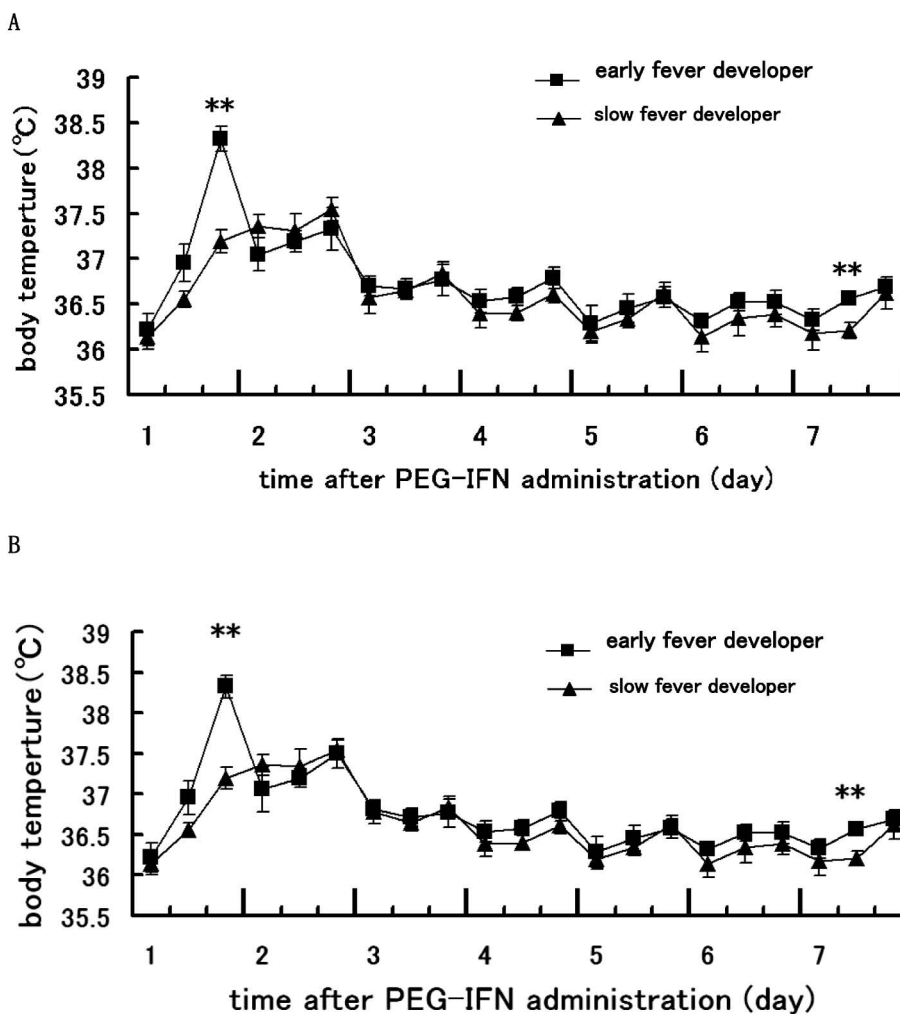 A
early fever developer
slow fever developer
**
**
39
38.5
38
37.5
37
36.5
36
35.5
body temperture(℃)
1 2 3 4 5 6 7
time after PEG-IFN administration (day)
B
early fever developer
slow fever developer
**
**
39
38.5
38
37.5
37
36.5
36
35.5
body temperture(℃)
1 2 3 4 5 6 7
time after PEG-IFN administration (day)